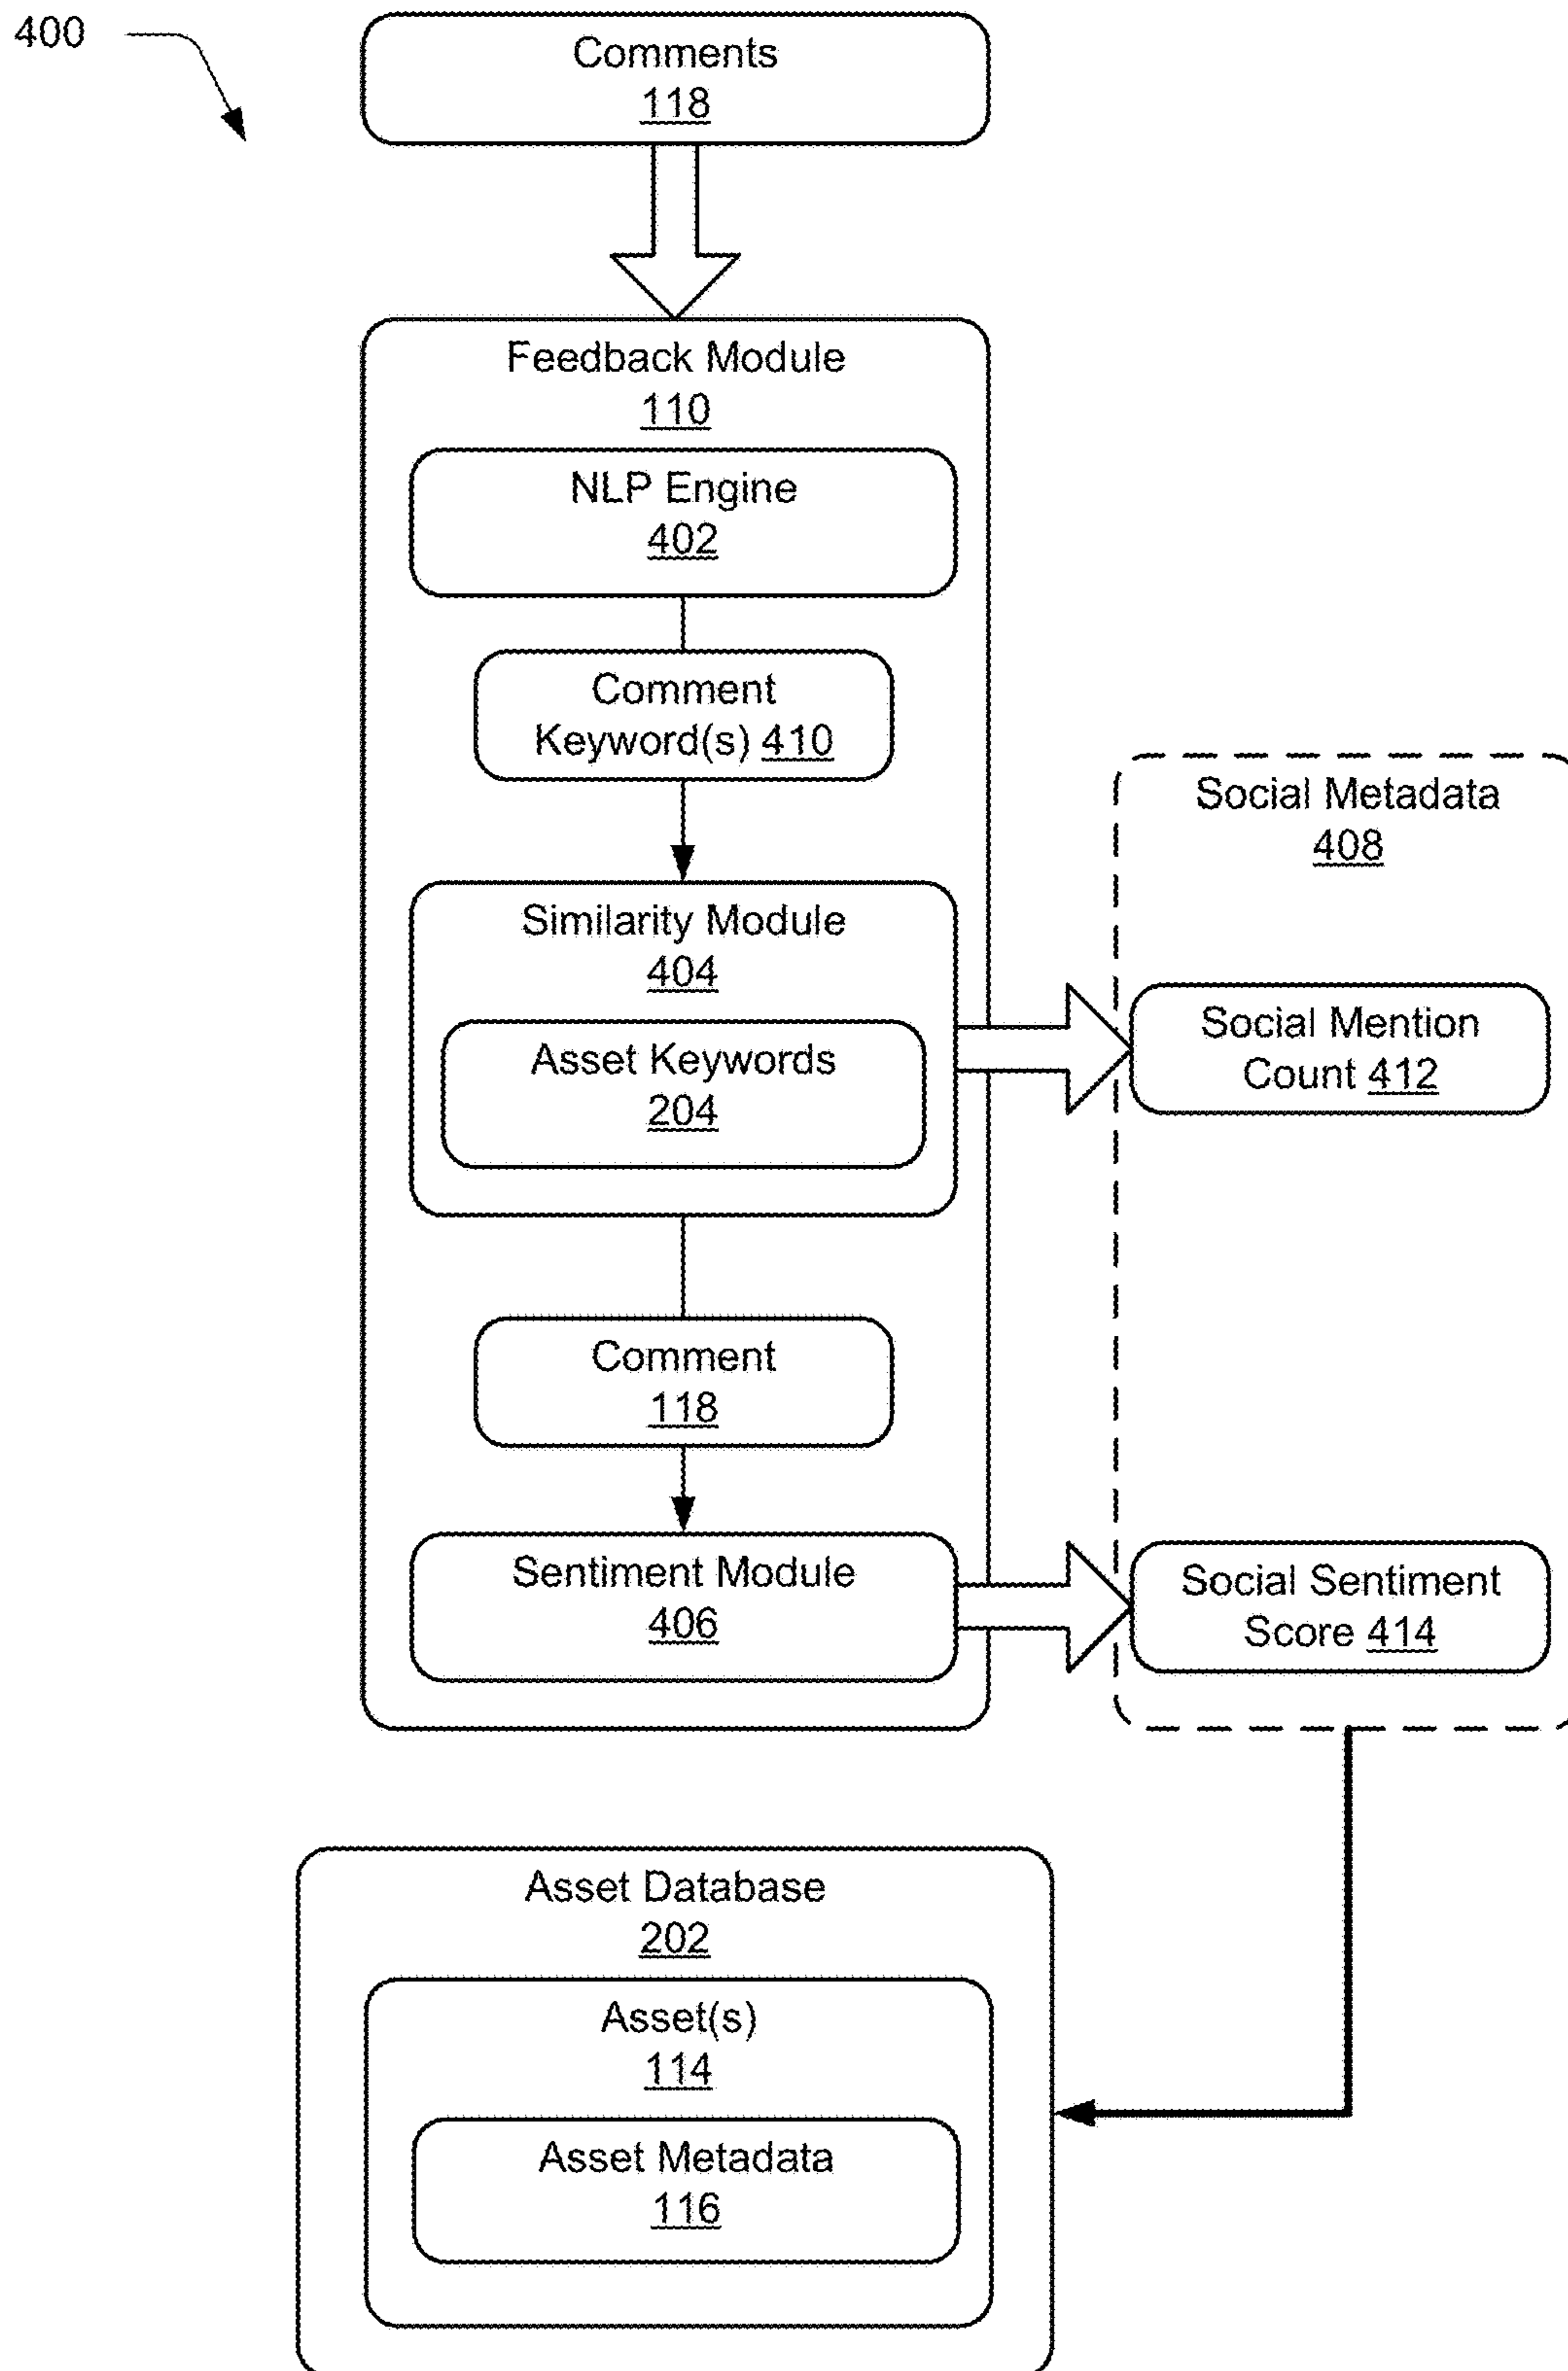 400
Comments
118
Feedback Module
110
NLP Engine
402
Comment
Keyword(s) 410
Social Metadata
408
Similarity Module
404
Asset Keywords
204
Social Mention
Count 412
Comment
118
Sentiment Module
406
Social Sentiment
Score 414
Asset Database
202
Asset(s)
114
Asset Metadata
116